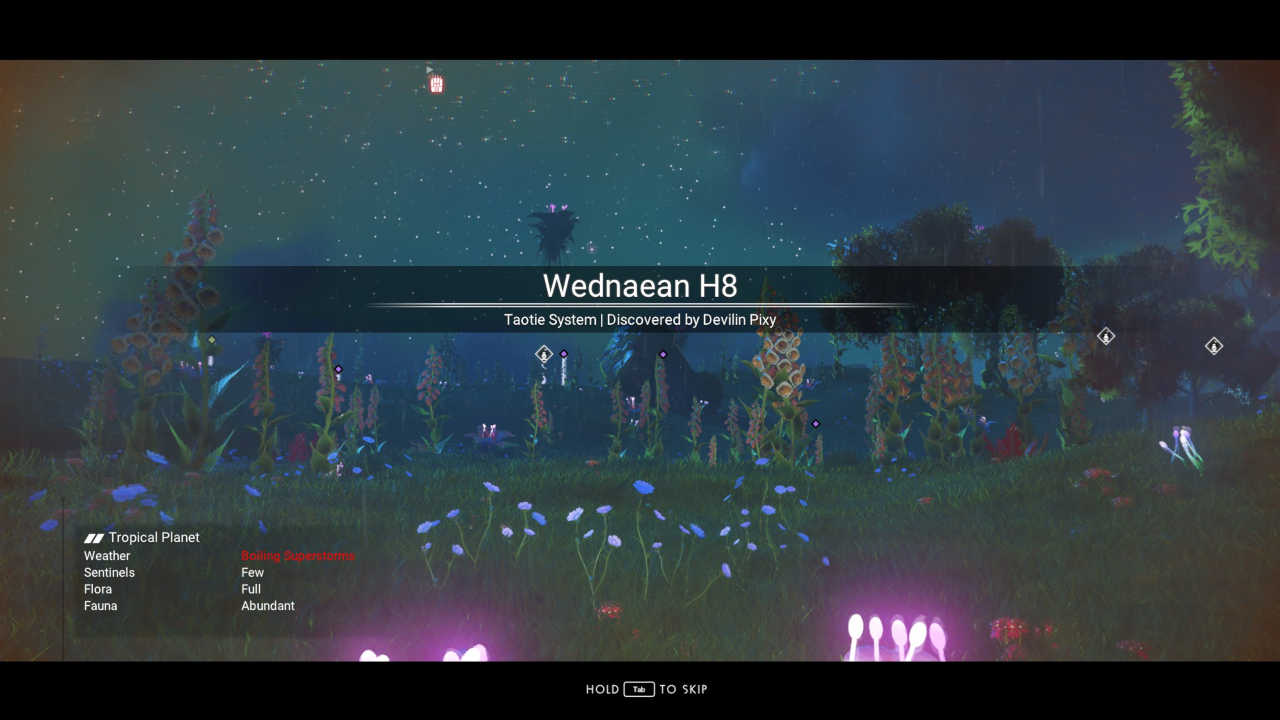 Wednaean H8
Taotie System | Discovered by Devilin Pixy
Tropical Planet
Weather Boiling Superstorms
Sentinels Few
Flora Full
Fauna Abundant
HOLD Tab TO SKIP